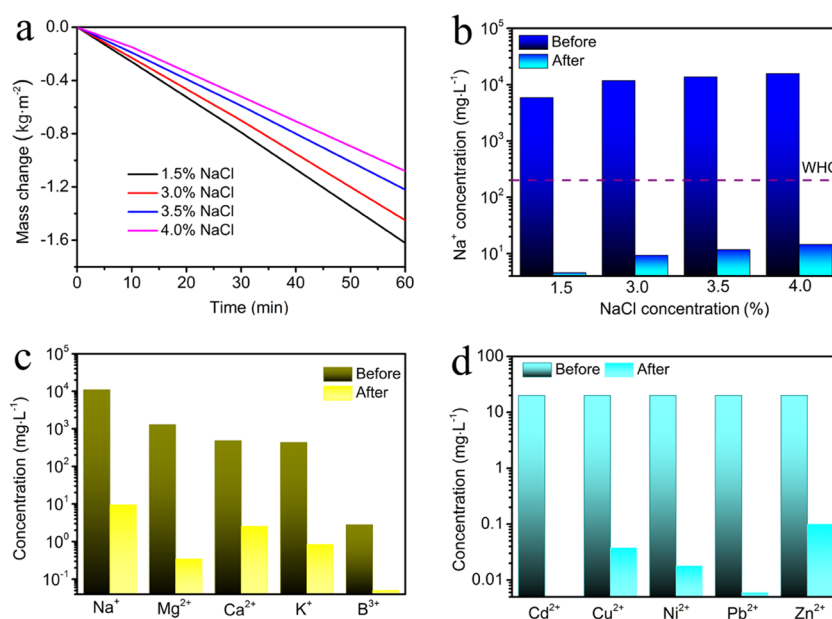 a
0.0
-0.4
-0.8
-1.2
-1.6
Mass change (kg·m⁻²)
1.5% NaCl
3.0% NaCl
3.5% NaCl
4.0% NaCl
0 10 20 30 40 50 60
Time (min)
b
Before
After
10⁵
10⁴
10³
10²
10¹
Na⁺ concentration (mg·L⁻¹)
WHO
1.5 3.0 3.5 4.0
NaCl concentration (%)
c
Before
After
10⁵
10⁴
10³
10²
10¹
10⁰
10⁻¹
Concentration (mg·L⁻¹)
Na⁺ Mg²⁺ Ca²⁺ K⁺ B³⁺
d
Before After
100
10
1
0.1
0.01
Concentration (mg·L⁻¹)
Cd²⁺ Cu²⁺ Ni²⁺ Pb²⁺ Zn²⁺